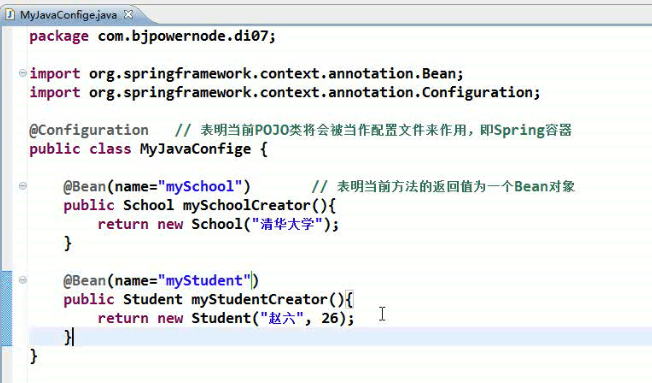 MyJavaConfige.java
package com.bjpowernode.di07;
import org.springframework.context.annotation.Bean;
import org.springframework.context.annotation.Configuration;
@Configuration // 表明当前POJO类将会被当作配置文件来作用，即Spring容器
public class MyJavaConfige {
@Bean(name="mySchool") // 表明当前方法的返回值为一个Bean对象
public School mySchoolCreator(){
return new School("清华大学");
}
@Bean(name="myStudent")
public Student myStudentCreator(){
return new Student("赵六", 26);
}
}